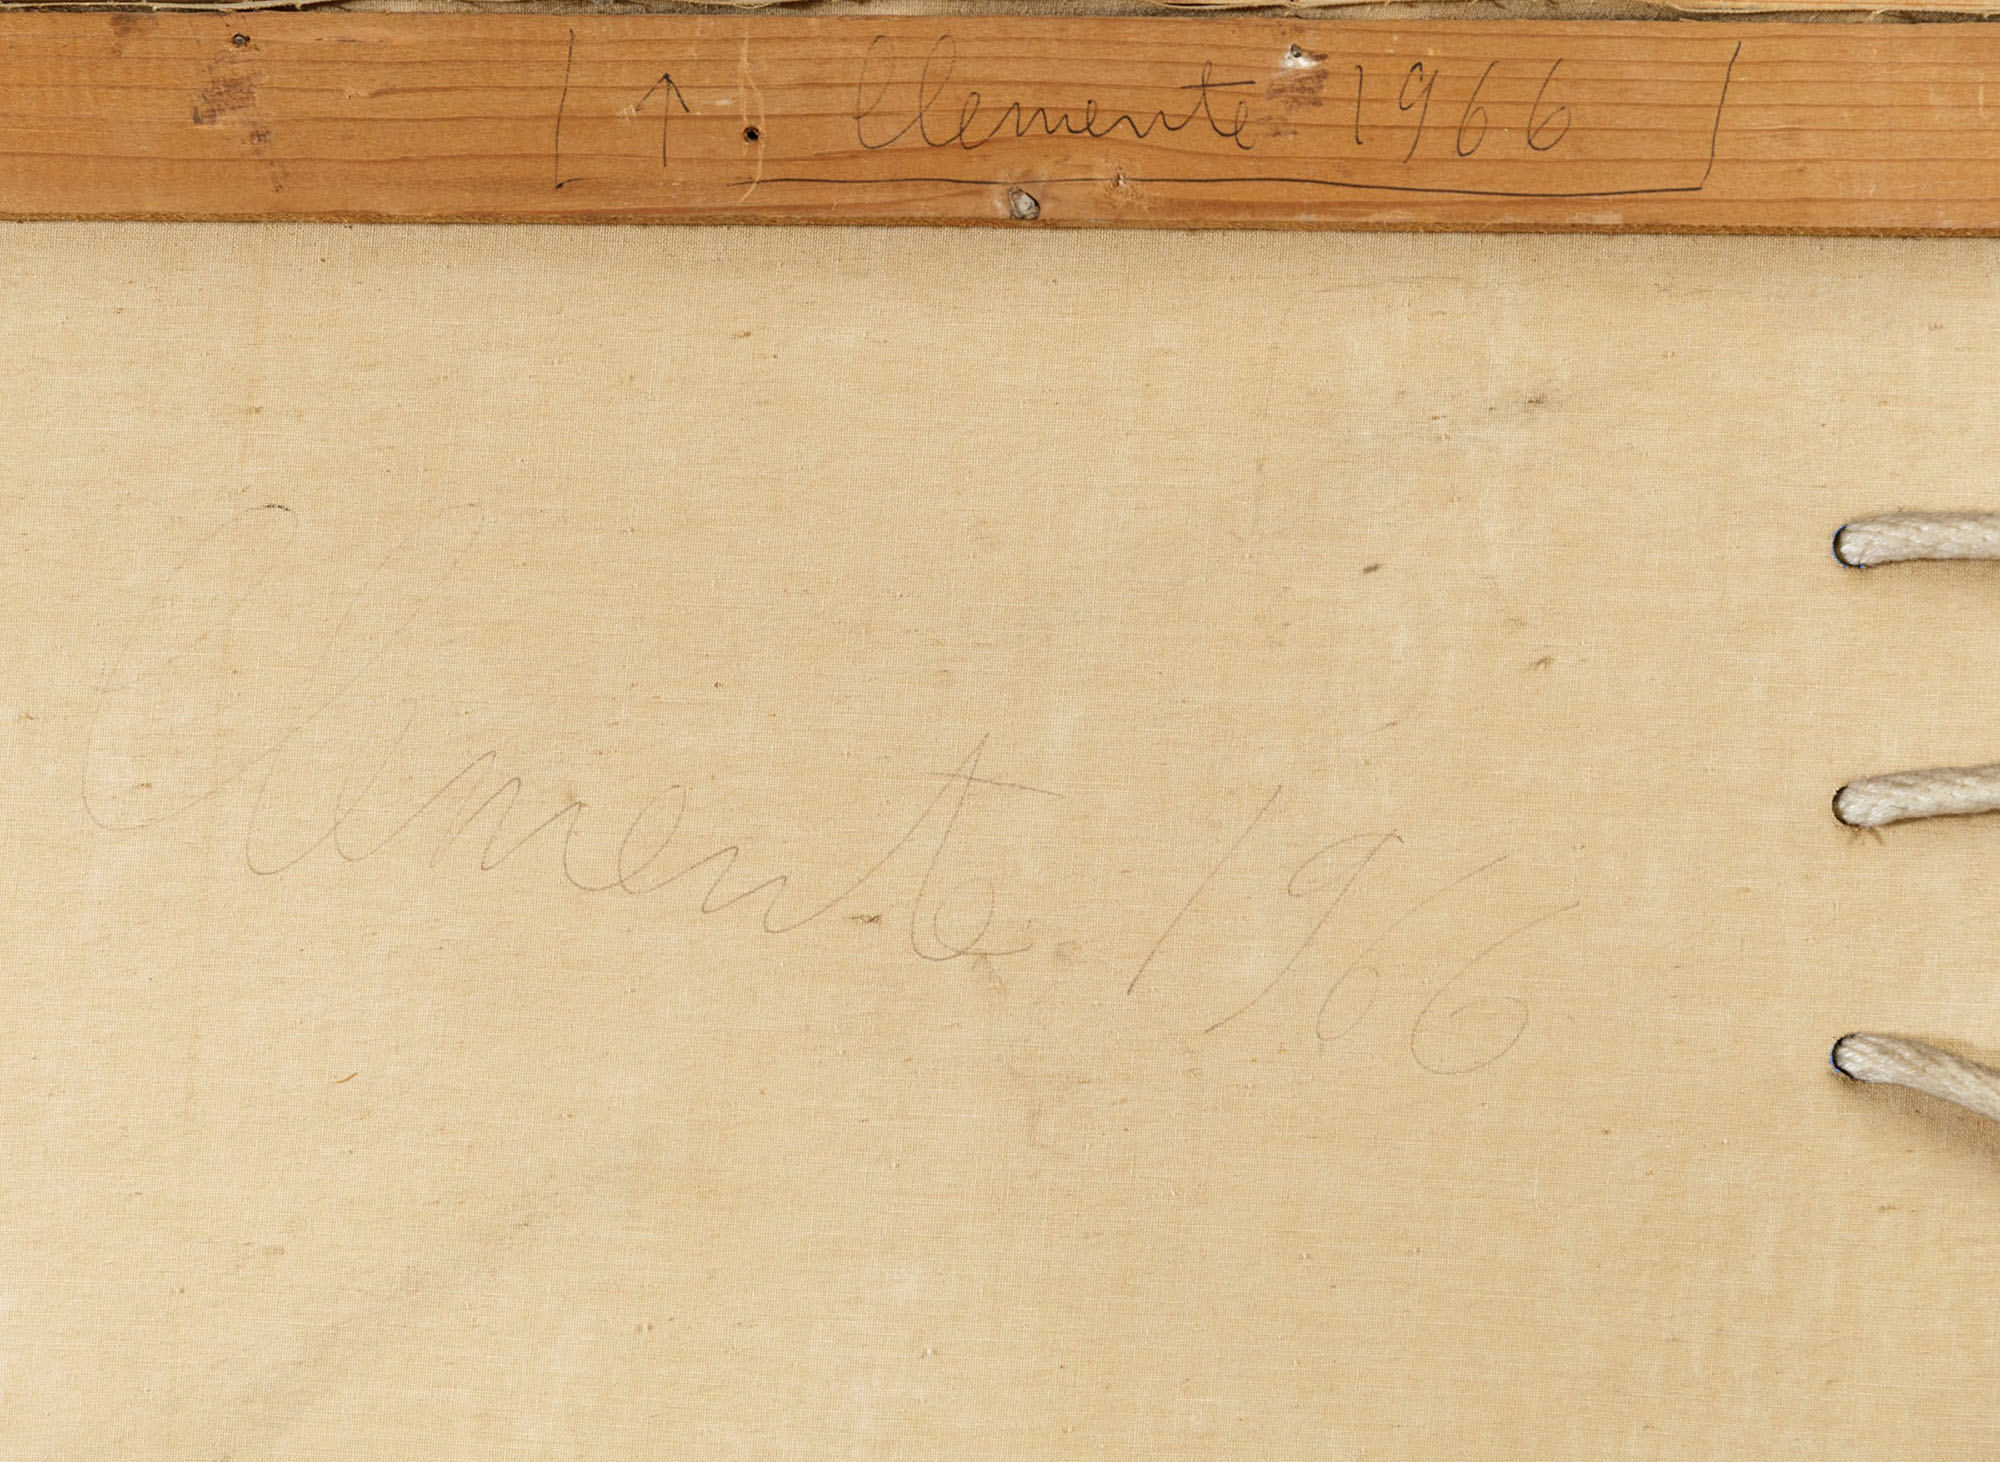 [ ↑ Clemente 1966 ]
Clemente 1966